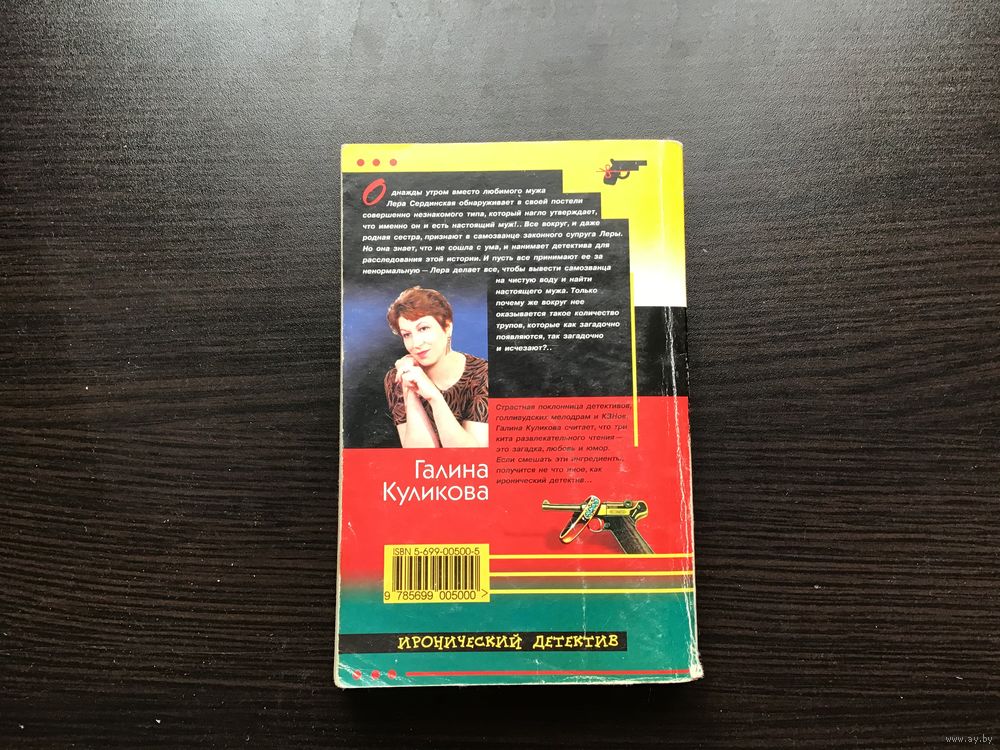 Однажды утром вместо любимого мужа
Лера Сердинская обнаруживает в своей постели
совершенно незнакомого типа, который нагло утверждает,
что именно он и есть настоящий муж!.. Все вокруг, и даже
родная сестра, признают в самозванце законного супруга Леры.
Но она знает, что не сошла с ума, и нанимает детектива для
расследования этой истории. И пусть все принимают ее за
ненормальную — Лера делает все, чтобы вывести самозванца
на чистую воду и найти
настоящего мужа. Только
почему же вокруг нее
оказывается такое количество
трупов, которые как загадочно
появляются, так загадочно
и исчезают?..
Страстная поклонница детективов,
голливудских мелодрам и КЗНов,
Галина Куликова считает, что три
кита развлекательного чтения —
это загадка, любовь и юмор.
Если смешать эти ингредиенты,
получится не что иное, как
иронический детектив...
Галина
Куликова
ISBN 5-699-00500-5
9 785699 005000 >
ИРОНИЧЕСКИЙ ДЕТЕКТИВ
www.ay.by